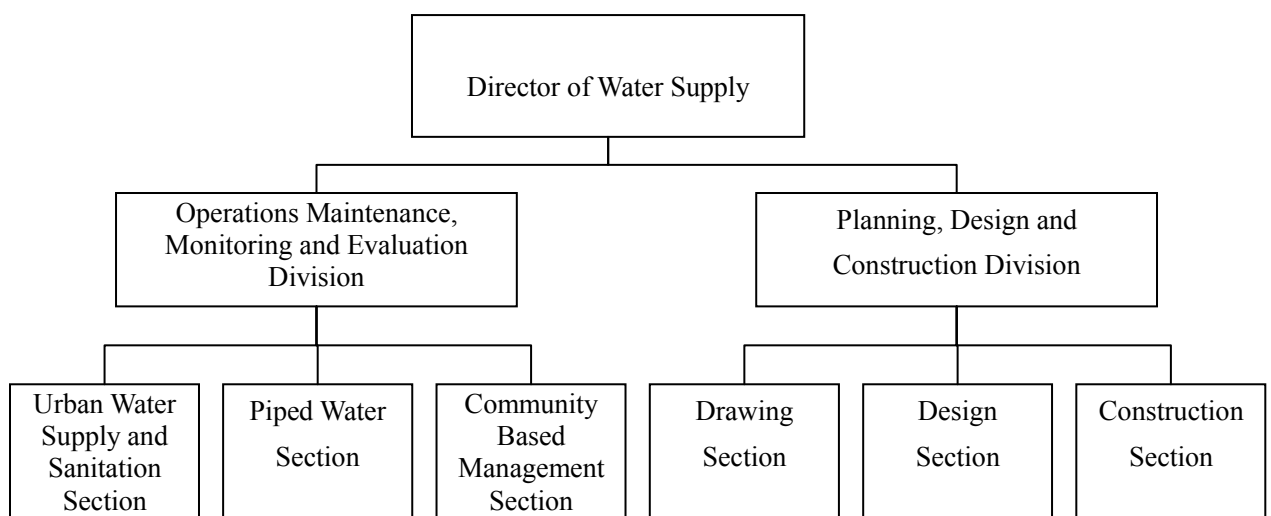 Director of Water Supply
Operations Maintenance,
Monitoring and Evaluation
Division
Planning, Design and
Construction Division
Urban Water
Supply and
Sanitation
Section
Piped Water
Section
Community
Based
Management
Section
Drawing
Section
Design
Section
Construction
Section